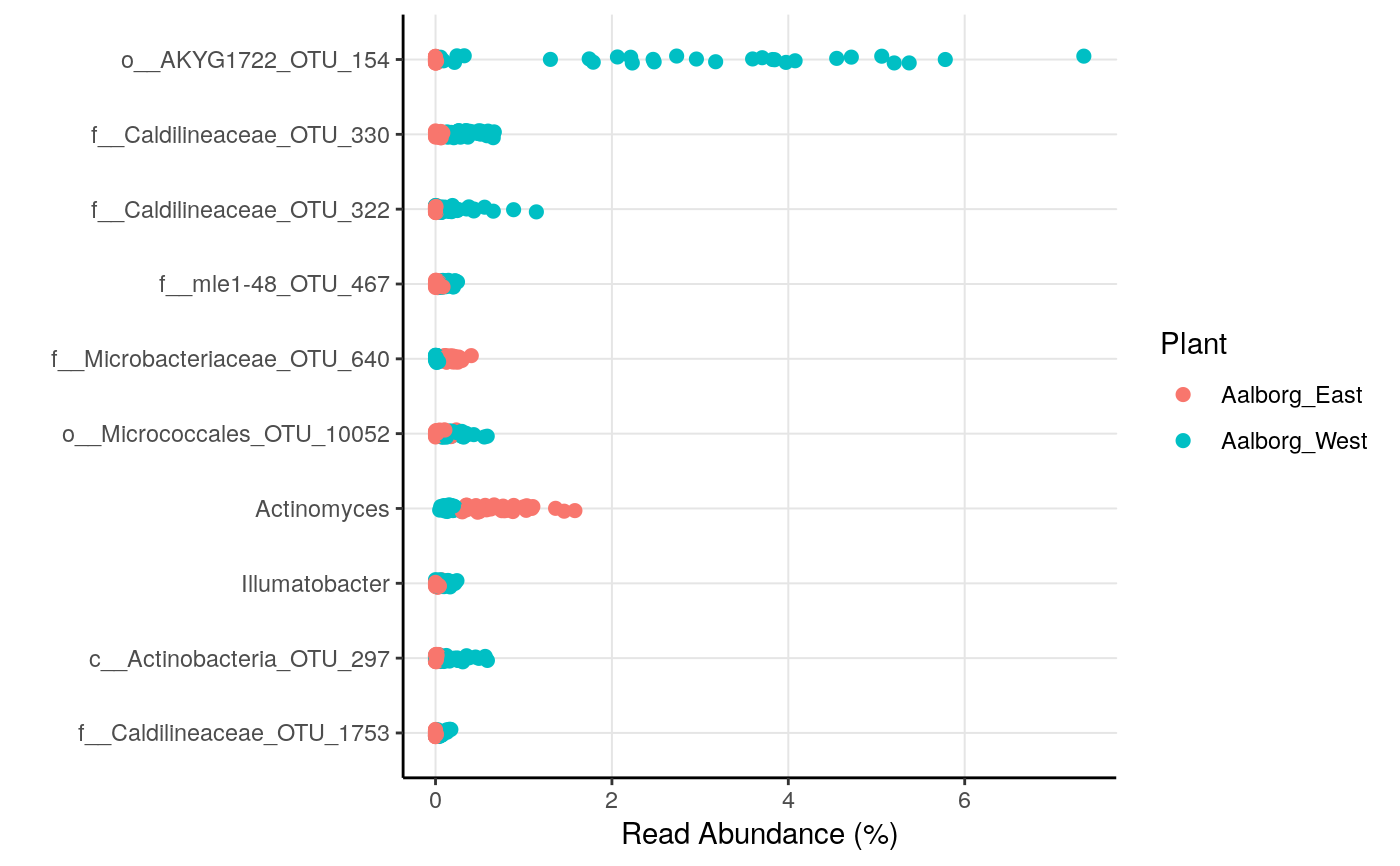 o__AKYG1722_OTU_154
f__Caldilineaceae_OTU_330
f__Caldilineaceae_OTU_322
f__mle1-48_OTU_467
f__Microbacteriaceae_OTU_640
o__Micrococcales_OTU_10052
Actinomyces
Illumatobacter
c__Actinobacteria_OTU_297
f__Caldilineaceae_OTU_1753
0 2 4 6
Read Abundance (%)
Plant
Aalborg_East
Aalborg_West